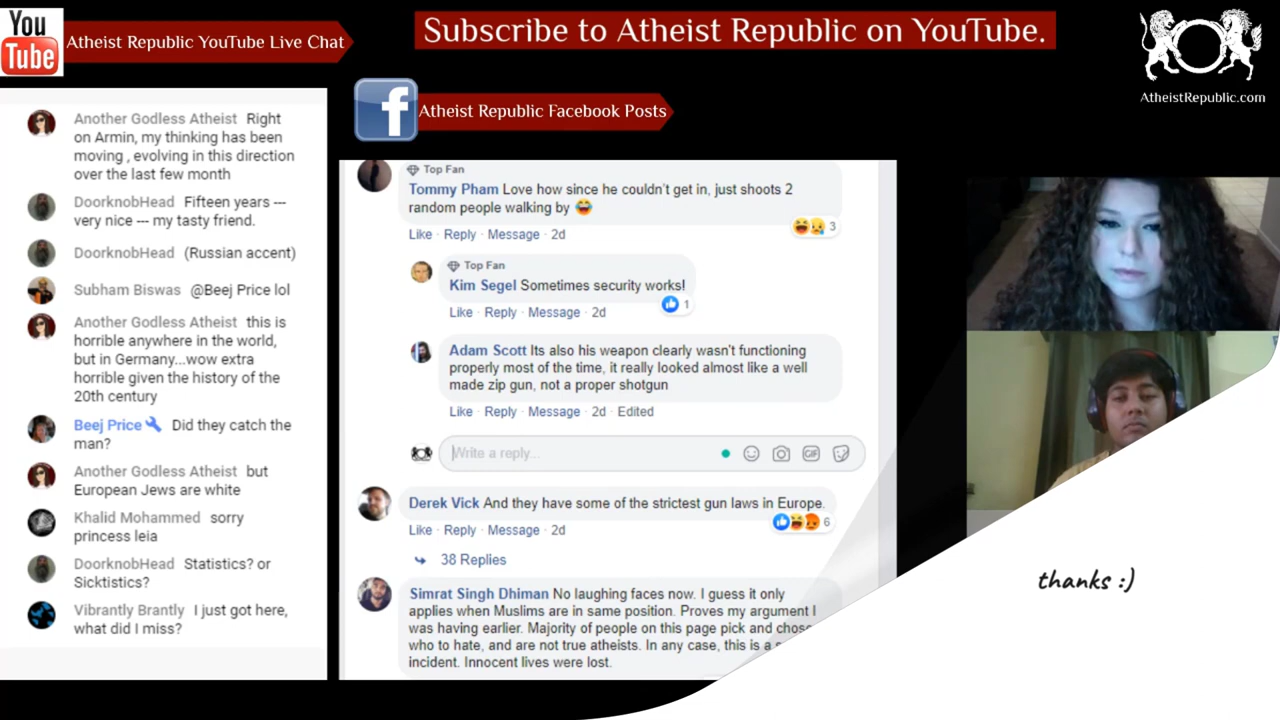 You
Tube
Atheist Republic YouTube Live Chat
Subscribe to Atheist Republic on YouTube.
AtheistRepublic.com
Atheist Republic Facebook Posts
Another Godless Atheist Right
on Armin, my thinking has been
moving , evolving in this direction
over the last few month
DoorknobHead Fifteen years ---
very nice --- my tasty friend.
DoorknobHead (Russian accent)
Subham Biswas @Beej Price lol
Another Godless Atheist this is
horrible anywhere in the world,
but in Germany...wow extra
horrible given the history of the
20th century
Beej Price Did they catch the
man?
Another Godless Atheist but
European Jews are white
Khalid Mohammed sorry
princess leia
DoorknobHead Statistics? or
Sicktistics?
Vibrantly Brantly I just got here,
what did I miss?
Top Fan
Tommy Pham Love how since he couldn't get in, just shoots 2
random people walking by
3
Like · Reply · Message · 2d
Top Fan
Kim Segel Sometimes security works!
1
Like · Reply · Message · 2d
Adam Scott Its also his weapon clearly wasn't functioning
properly most of the time, it really looked almost like a well
made zip gun, not a proper shotgun
Like · Reply · Message · 2d · Edited
Write a reply...
GIF
Derek Vick And they have some of the strictest gun laws in Europe.
6
Like · Reply · Message · 2d
38 Replies
Simrat Singh Dhiman No laughing faces now. I guess it only
applies when Muslims are in same position. Proves my argument I
was having earlier. Majority of people on this page pick and chose
who to hate, and are not true atheists. In any case, this is a
incident. Innocent lives were lost.
thanks :)